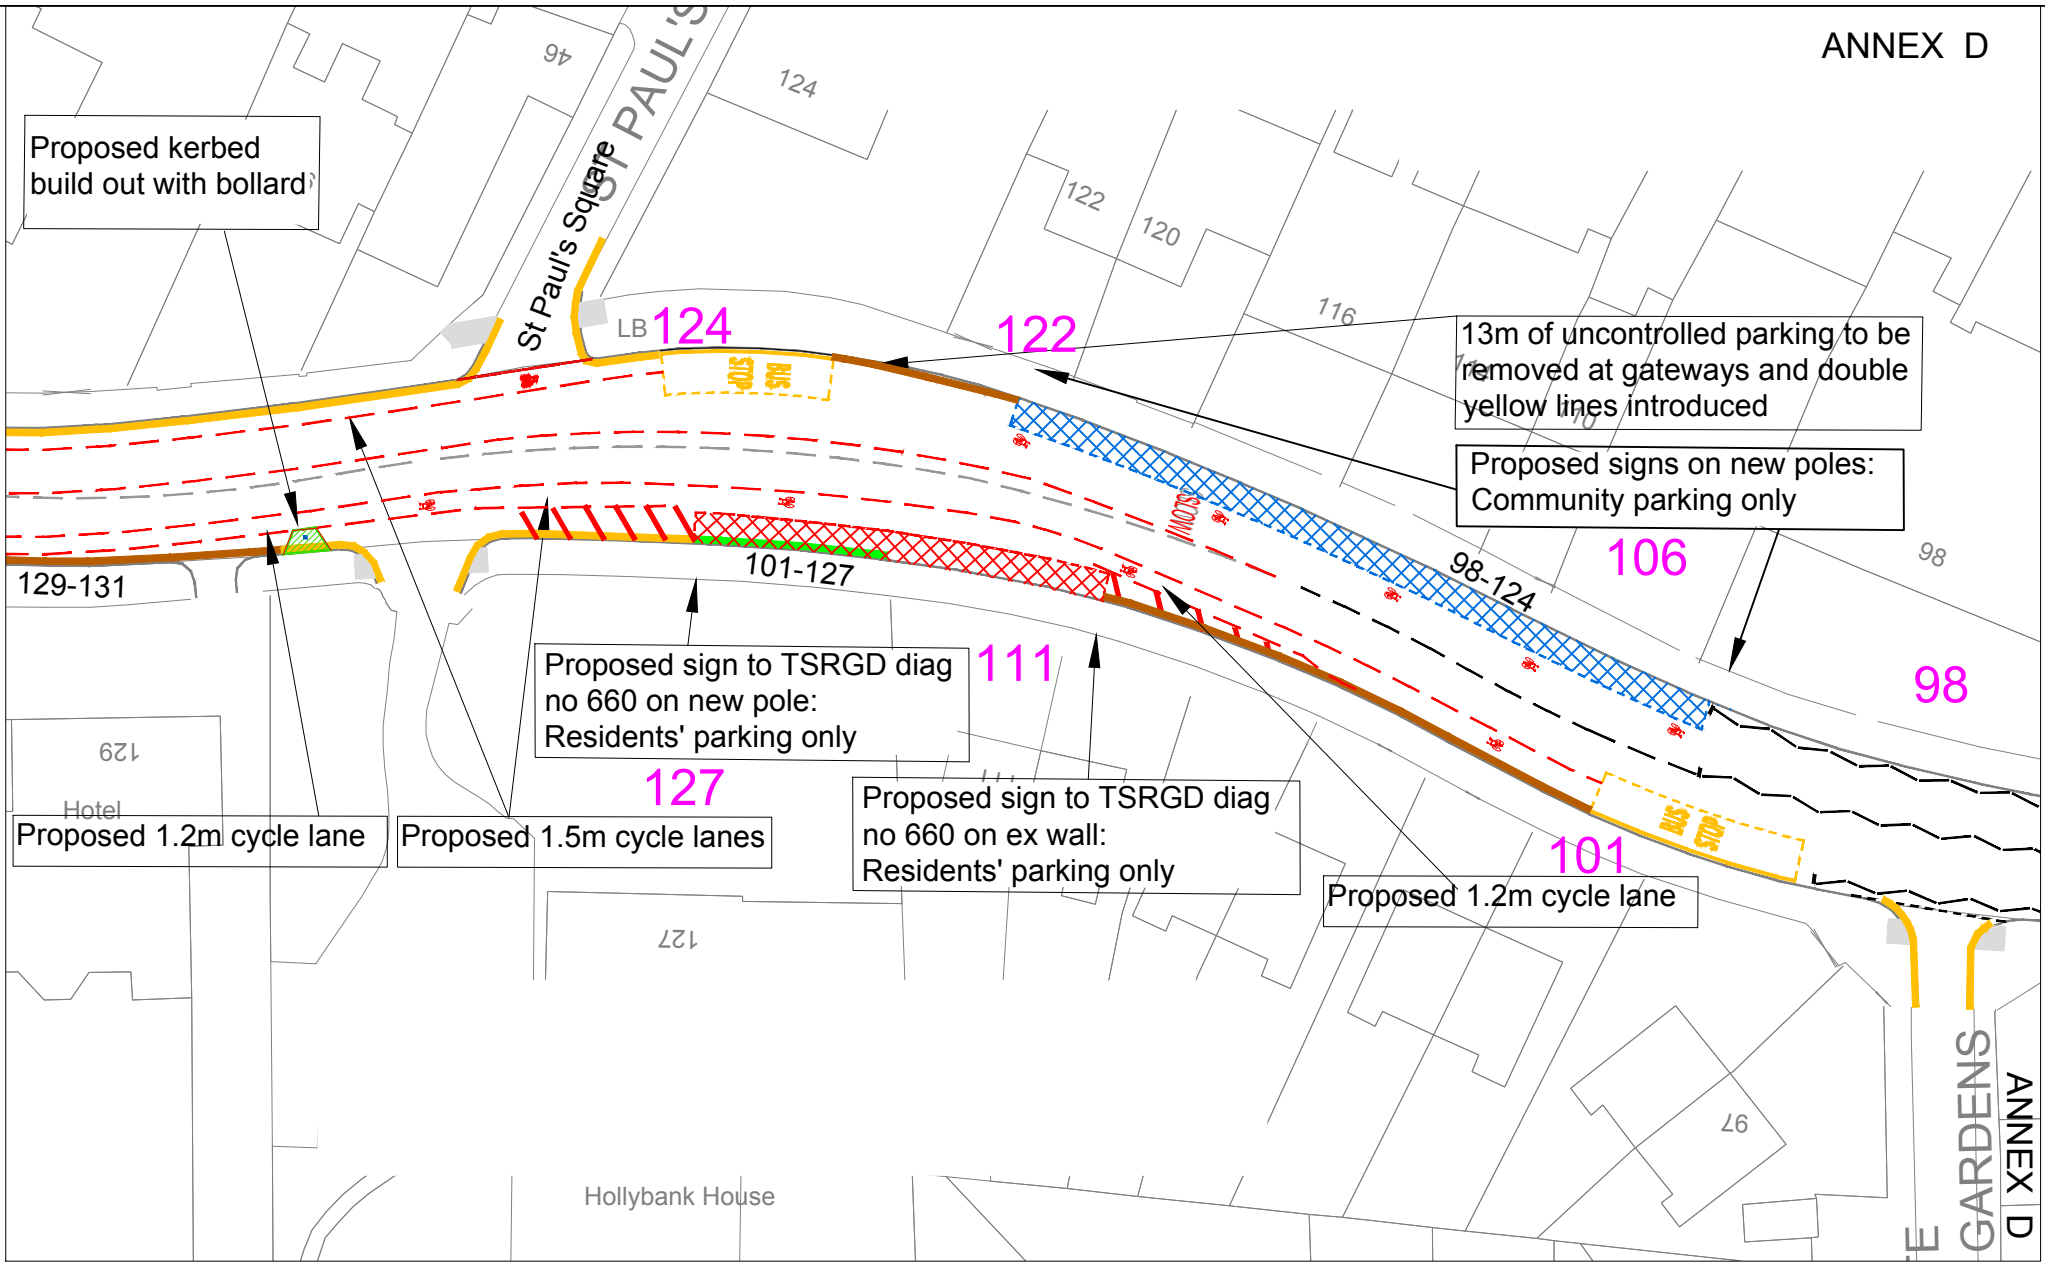 ANNEX D
46
ST PAUL'S
124
Proposed kerbed
build out with bollard
St Paul's Square
122
120
LB
124
122
116
13m of uncontrolled parking to be
removed at gateways and double
yellow lines introduced
114
110
BUS
STOP
Proposed signs on new poles:
Community parking only
SLOW
106
98
98-124
129-131
101-127
Proposed sign to TSRGD diag
no 660 on new pole:
Residents' parking only
111
98
129
Hotel
127
Proposed 1.2m cycle lane
Proposed 1.5m cycle lanes
Proposed sign to TSRGD diag
no 660 on ex wall:
Residents' parking only
BUS
STOP
101
Proposed 1.2m cycle lane
127
97
Hollybank House
GARDENS
ANNEX D